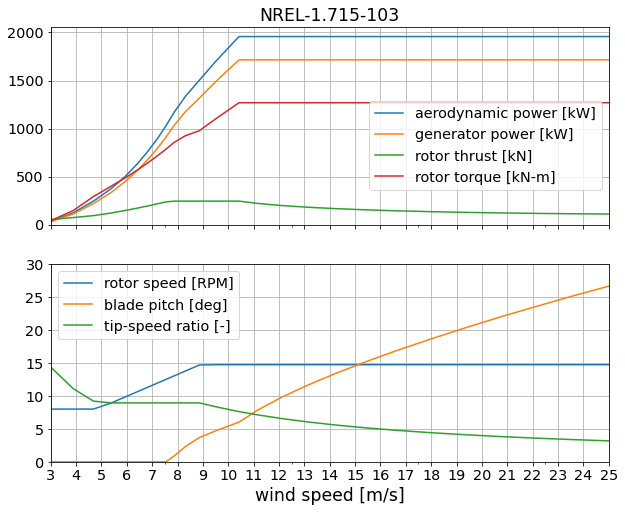 NREL-1.715-103
2000
1500
1000
500
0
aerodynamic power [kW]
generator power [kW]
rotor thrust [kN]
rotor torque [kN-m]
30
25
20
15
10
5
0
rotor speed [RPM]
blade pitch [deg]
tip-speed ratio [-]
3 4 5 6 7 8 9 10 11 12 13 14 15 16 17 18 19 20 21 22 23 24 25
wind speed [m/s]